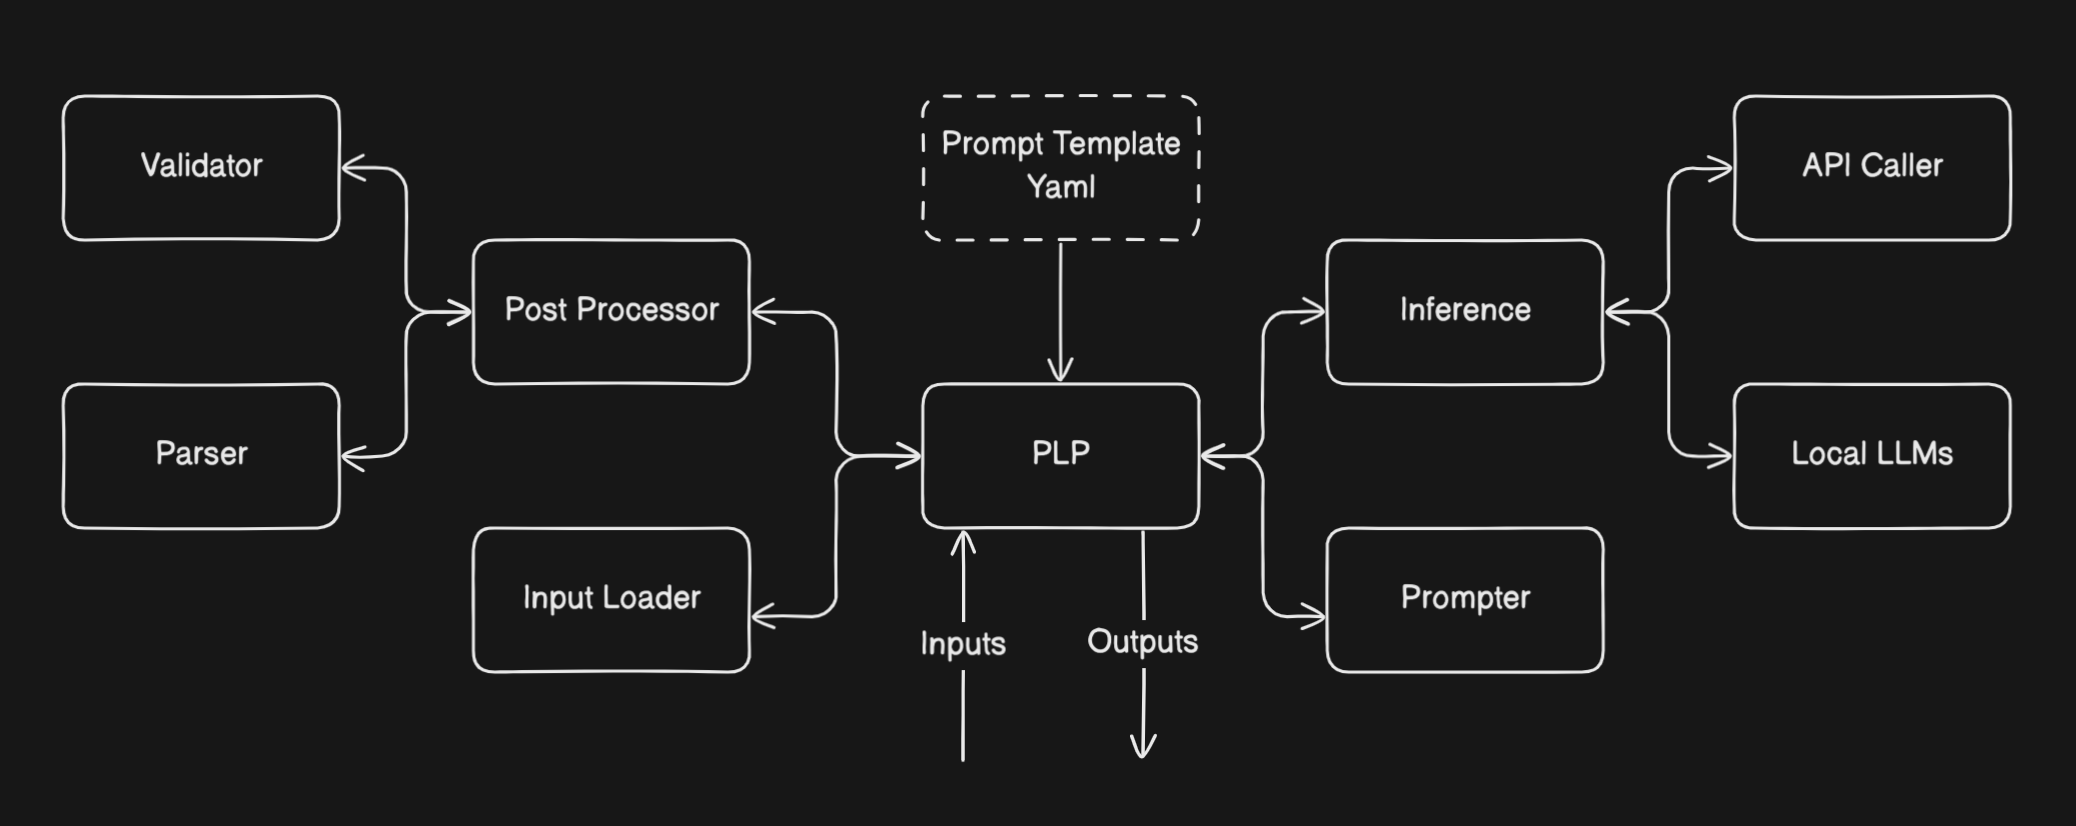 Validator
Prompt Template
Yaml
API Caller
Post Processor
Inference
Parser
PLP
Local LLMs
Input Loader
Prompter
Inputs
Outputs